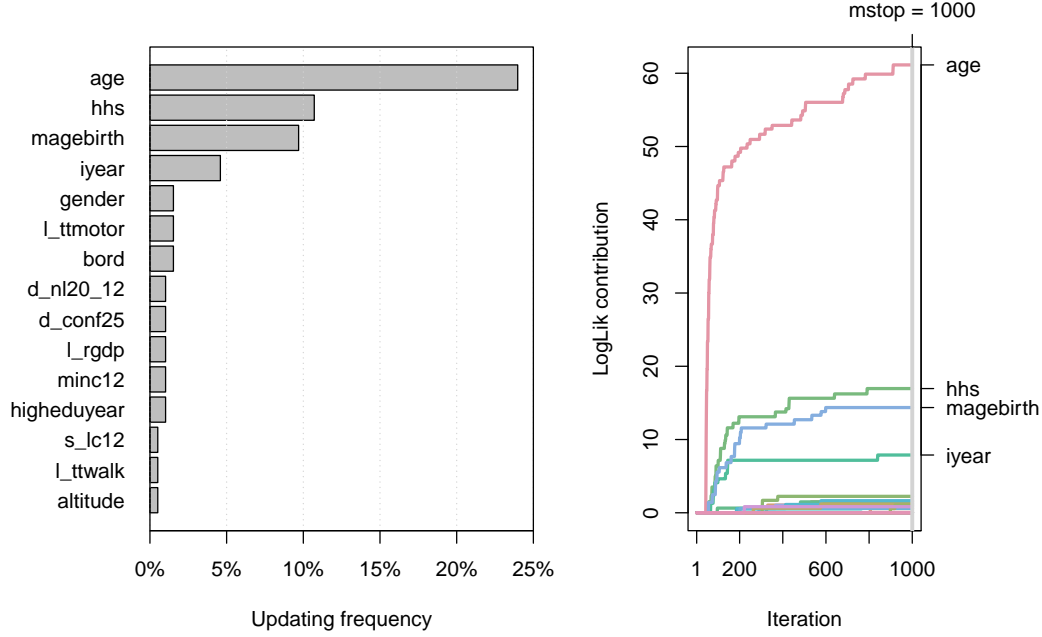 age
hhs
magebirth
iyear
gender
l_ttmotor
bord
d_nl20_12
d_conf25
l_rgdp
minc12
higheduyear
s_lc12
l_ttwalk
altitude
0% 5% 10% 15% 20% 25%
Updating frequency
mstop = 1000
LogLik contribution
60
50
40
30
20
10
0
age
hhs
magebirth
iyear
1 200 600 1000
Iteration